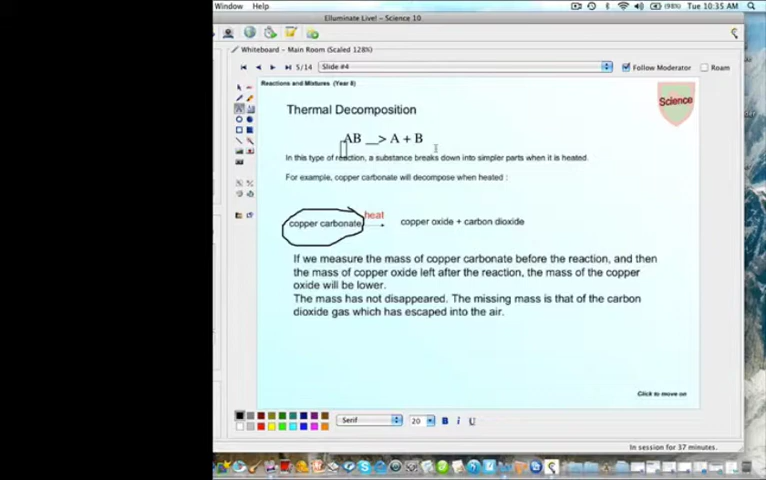 Window Help
(98%) Tue 10:35 AM
Elluminate Live! - Science 10
Whiteboard - Main Room (Scaled 128%)
5/14 Slide #4 Follow Moderator Roam
Reactions and Mixtures (Year 8)
Science
Thermal Decomposition
AB __> A + B
In this type of reaction, a substance breaks down into simpler parts when it is heated.
For example, copper carbonate will decompose when heated :
heat
copper carbonate copper oxide + carbon dioxide
If we measure the mass of copper carbonate before the reaction, and then
the mass of copper oxide left after the reaction, the mass of the copper
oxide will be lower.
The mass has not disappeared. The missing mass is that of the carbon
dioxide gas which has escaped into the air.
Click to move on
Serif 20 B i U
In session for 37 minutes.